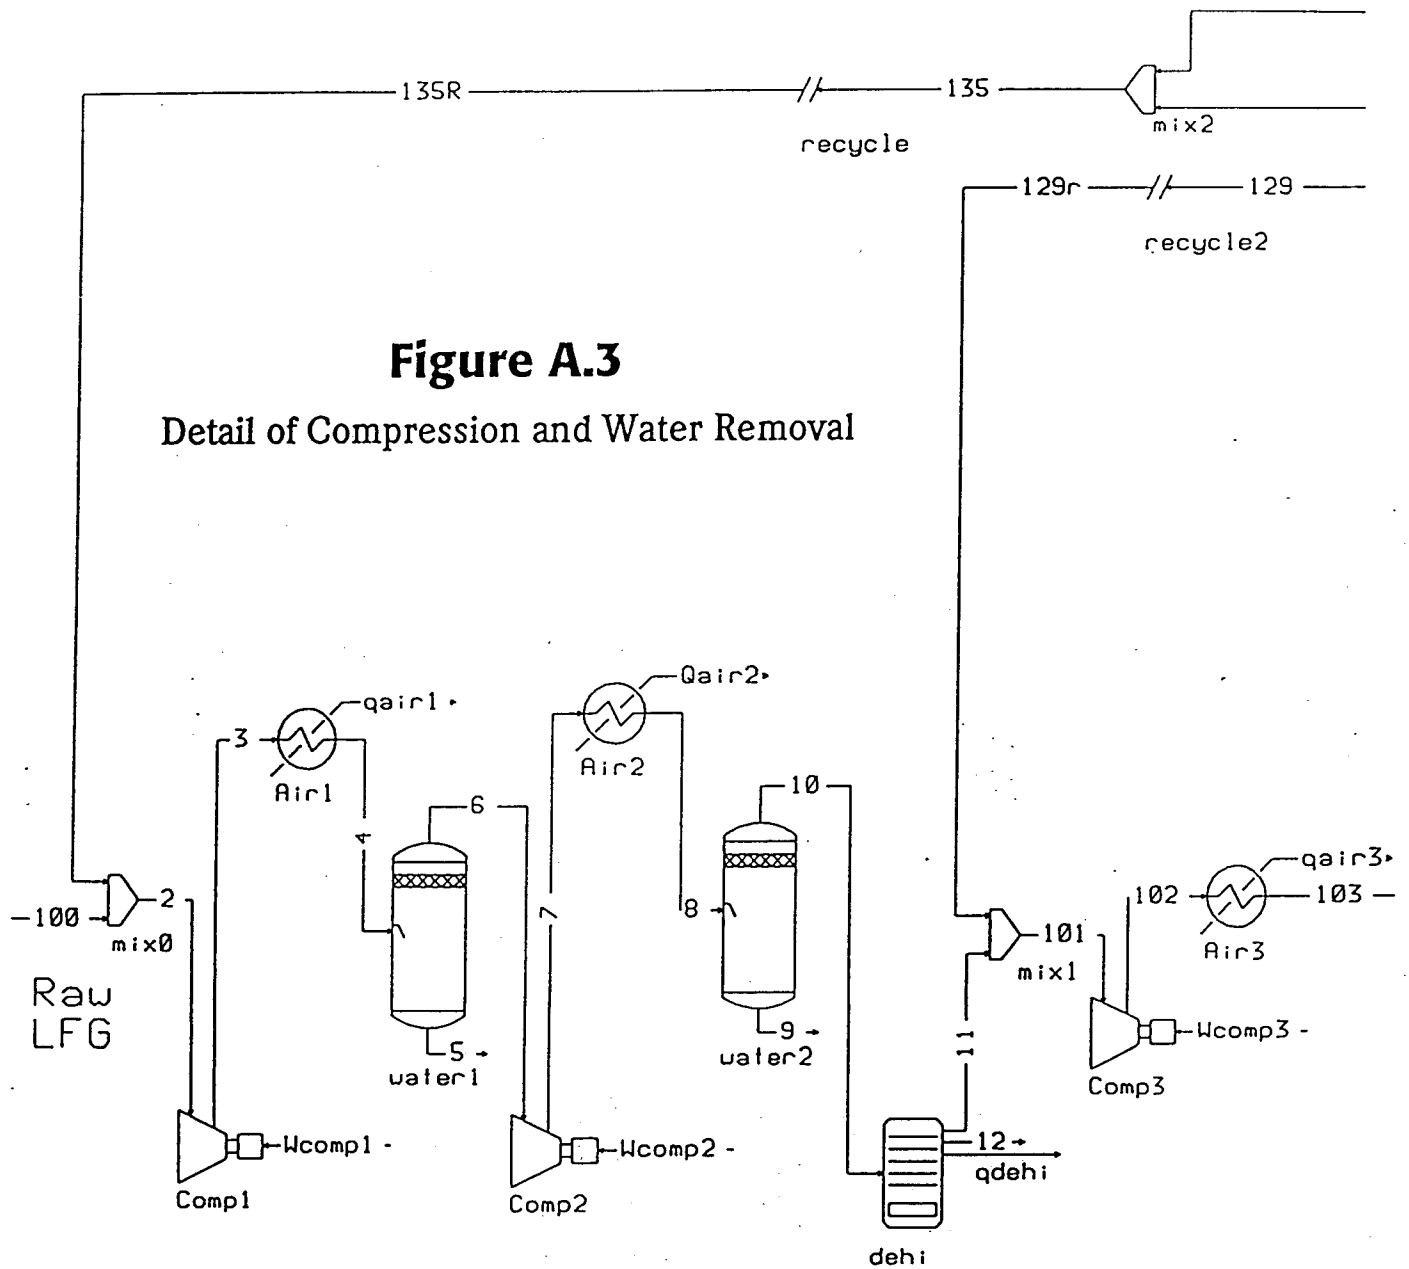 135R
135
mix2
recycle
129r
129
recycle2
Figure A.3
Detail of Compression and Water Removal
qair1
Qair2
3
Air1
Air2
4
6
10
7
8
qair3
102
103
Air3
2
100
mix0
101
mix1
Raw
LFG
5
water1
9
water2
11
Wcomp3
Comp3
Wcomp1
Comp1
Wcomp2
Comp2
12
qdehi
dehi